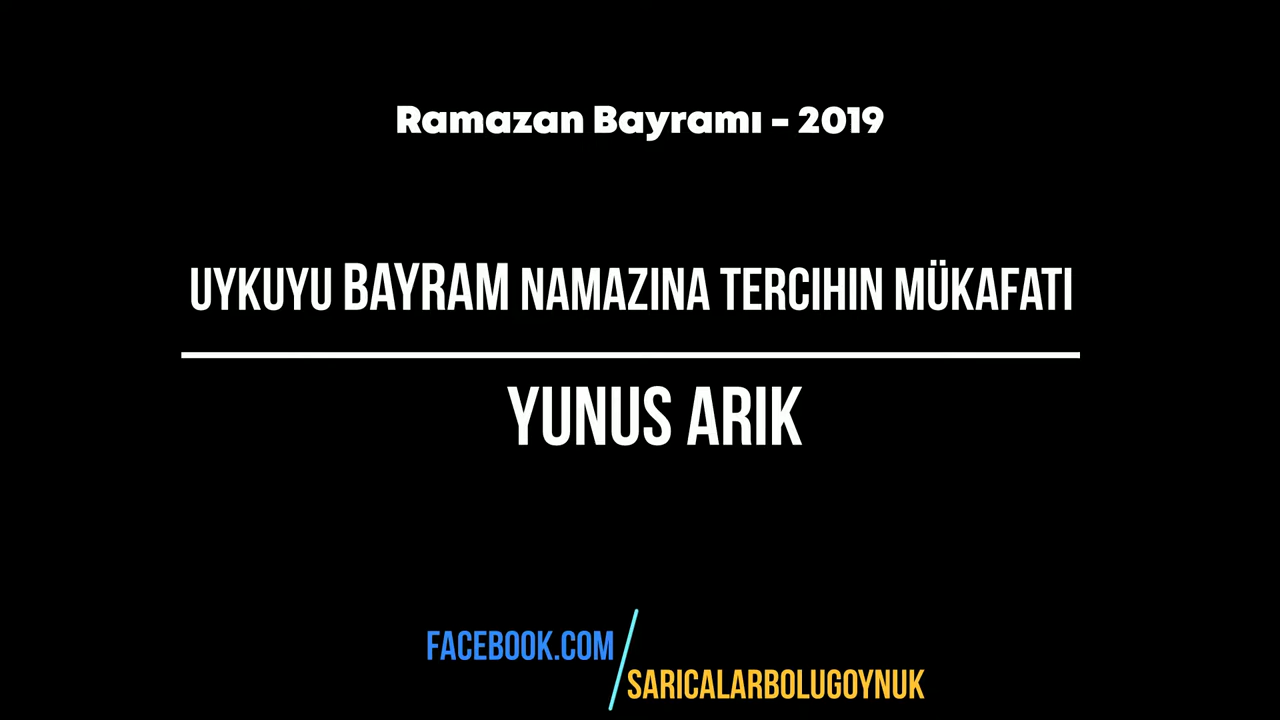 Ramazan Bayramı - 2019
UYKUYU BAYRAM NAMAZINA TERCIHIN MÜKAFATI
YUNUS ARIK
FACEBOOK.COM/
SARICALARBOLUGOYNUK